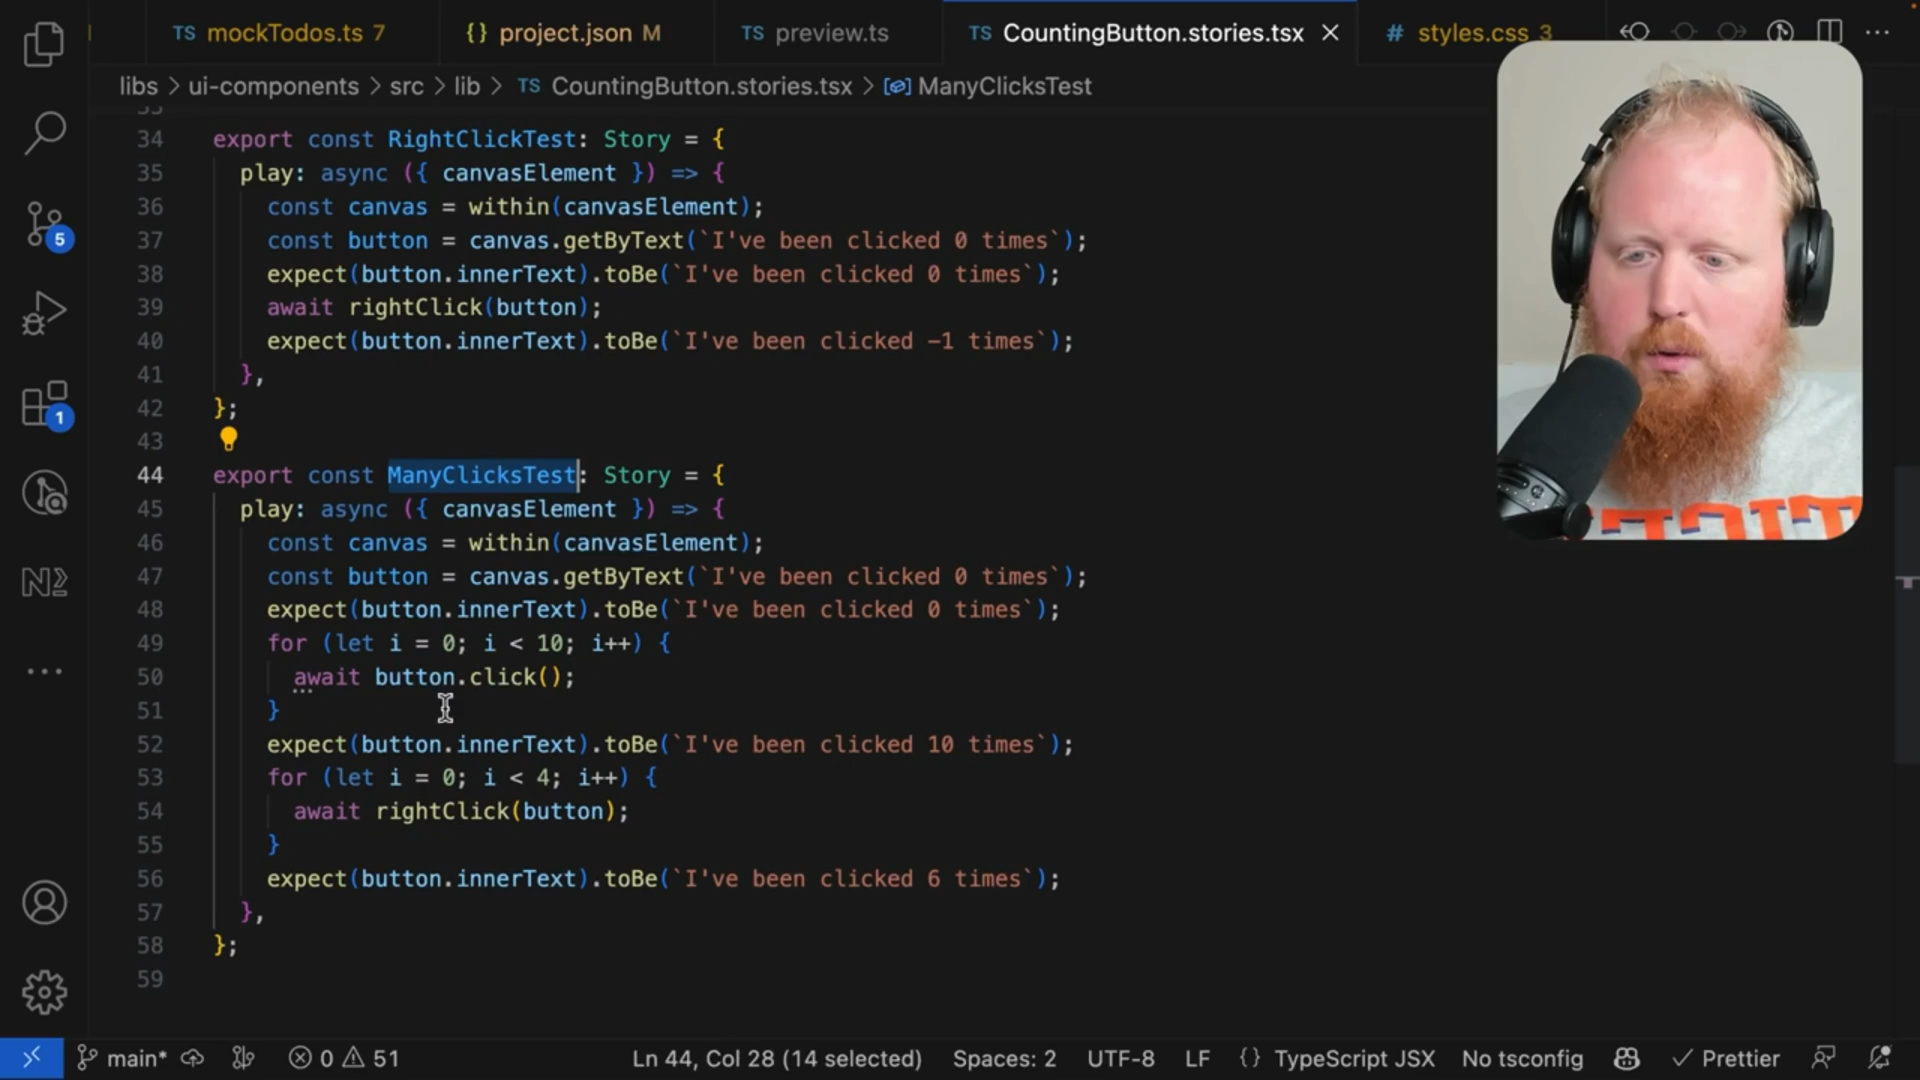 TS mockTodos.ts 7 {} project.json M TS preview.ts TS CountingButton.stories.tsx # styles.css 3
libs > ui-components > src > lib > TS CountingButton.stories.tsx > ManyClicksTest
34 export const RightClickTest: Story = {
35 play: async ({ canvasElement }) => {
36 const canvas = within(canvasElement);
37 const button = canvas.getByText(`I've been clicked 0 times`);
38 expect(button.innerText).toBe(`I've been clicked 0 times`);
39 await rightClick(button);
40 expect(button.innerText).toBe(`I've been clicked -1 times`);
41 },
42 };
43
44 export const ManyClicksTest: Story = {
45 play: async ({ canvasElement }) => {
46 const canvas = within(canvasElement);
47 const button = canvas.getByText(`I've been clicked 0 times`);
48 expect(button.innerText).toBe(`I've been clicked 0 times`);
49 for (let i = 0; i < 10; i++) {
50 await button.click();
51 }
52 expect(button.innerText).toBe(`I've been clicked 10 times`);
53 for (let i = 0; i < 4; i++) {
54 await rightClick(button);
55 }
56 expect(button.innerText).toBe(`I've been clicked 6 times`);
57 },
58 };
59
5
1
main* 0 51 Ln 44, Col 28 (14 selected) Spaces: 2 UTF-8 LF {} TypeScript JSX No tsconfig Prettier